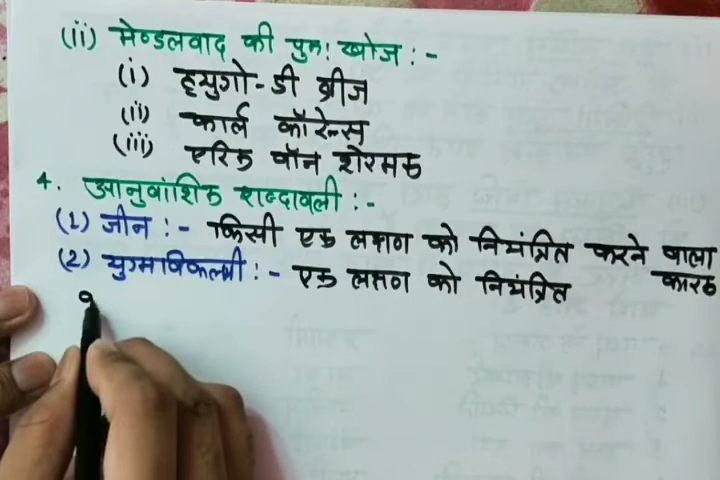 (ii) मेण्डलवाद की पुनः खोज :-
(i) ह्युगो-डी व्रीज
(ii) कार्ल कॉरेन्स
(iii) एरिक वॉन शेरमक
4. आनुवांशिक शब्दावली :-
(1) जीन :- किसी एक लक्षण को नियंत्रित करने वाला कारक
(2) युग्मविकल्पी :- एक लक्षण को नियंत्रित